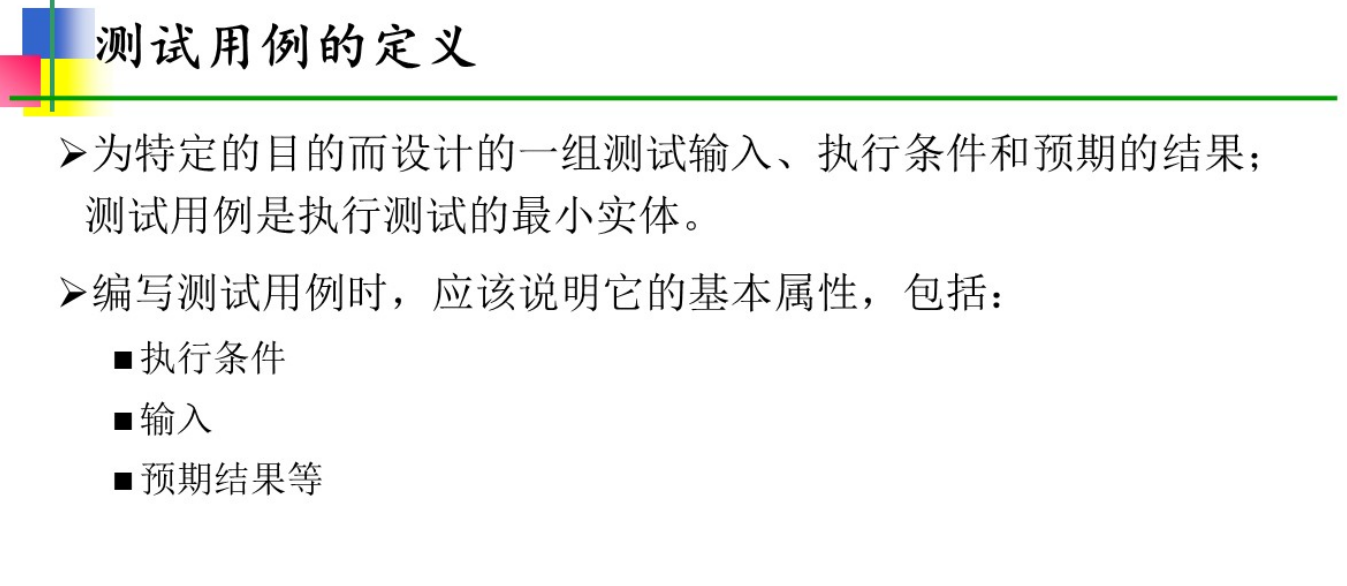 测试用例的定义
➢为特定的目的而设计的一组测试输入、执行条件和预期的结果；
测试用例是执行测试的最小实体。
➢编写测试用例时，应该说明它的基本属性，包括：
■执行条件
■输入
■预期结果等